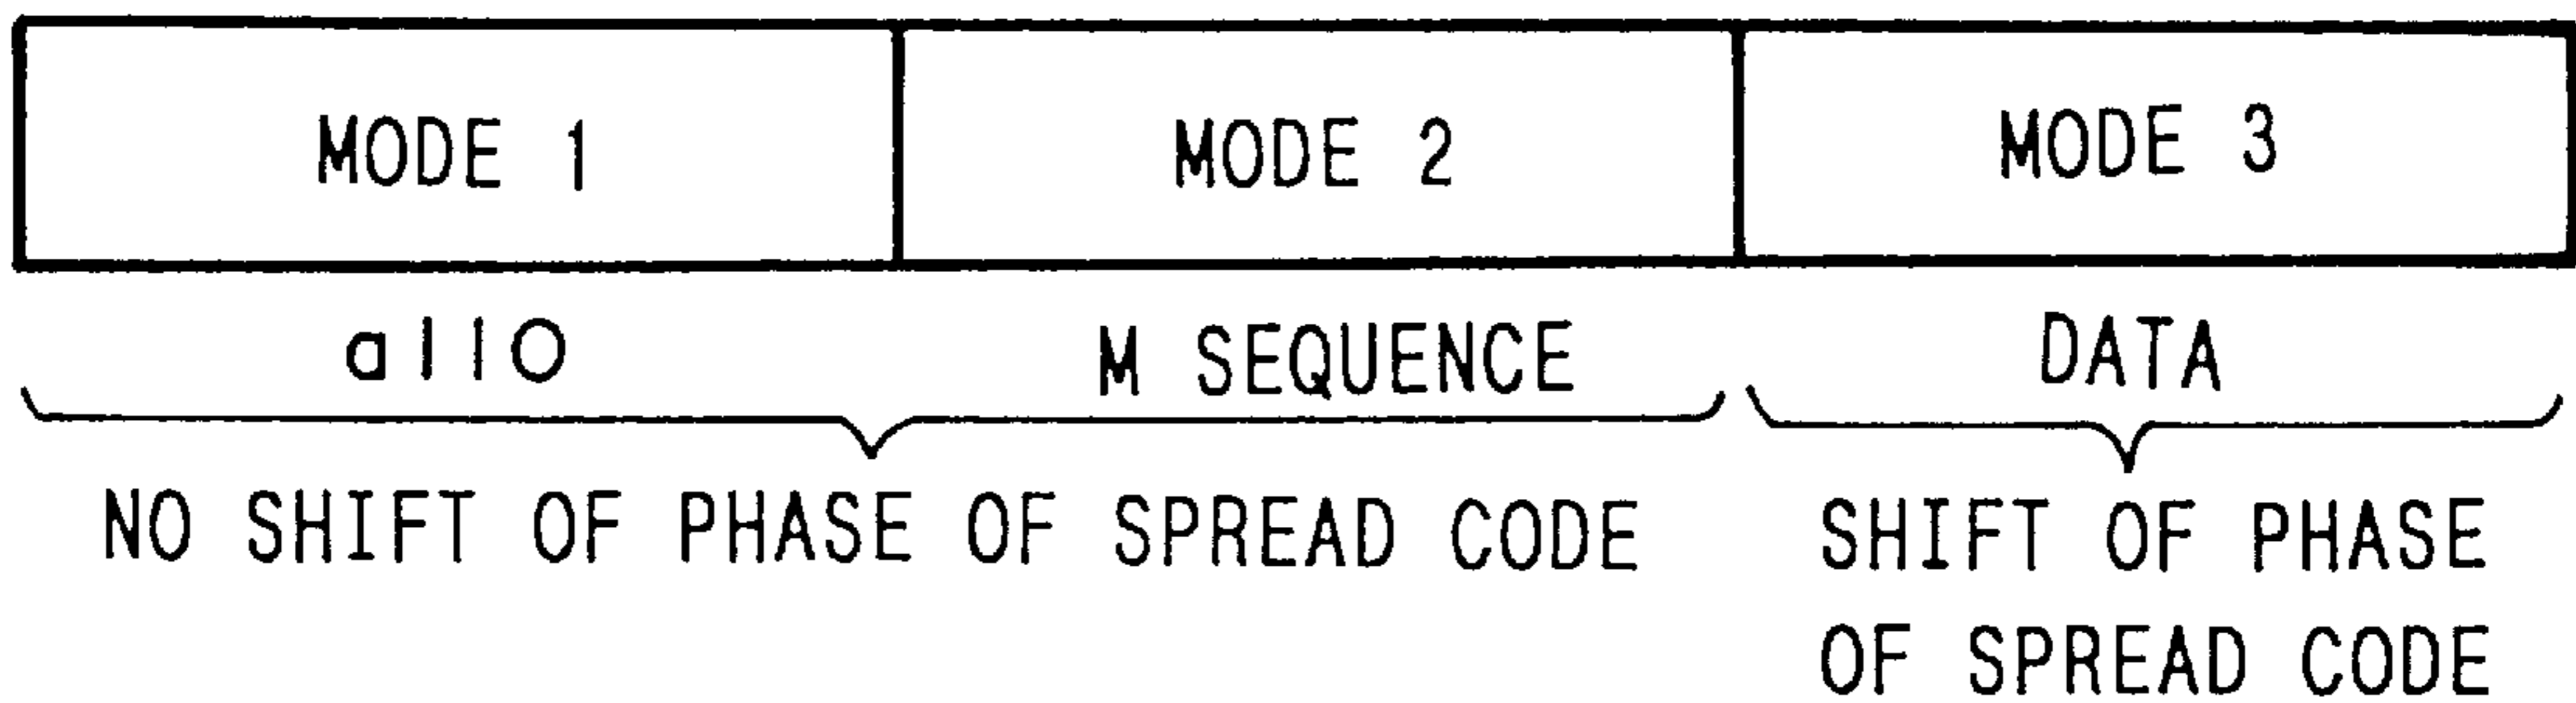 MODE 1 MODE 2 MODE 3
all0 M SEQUENCE DATA
NO SHIFT OF PHASE OF SPREAD CODE
SHIFT OF PHASE
OF SPREAD CODE